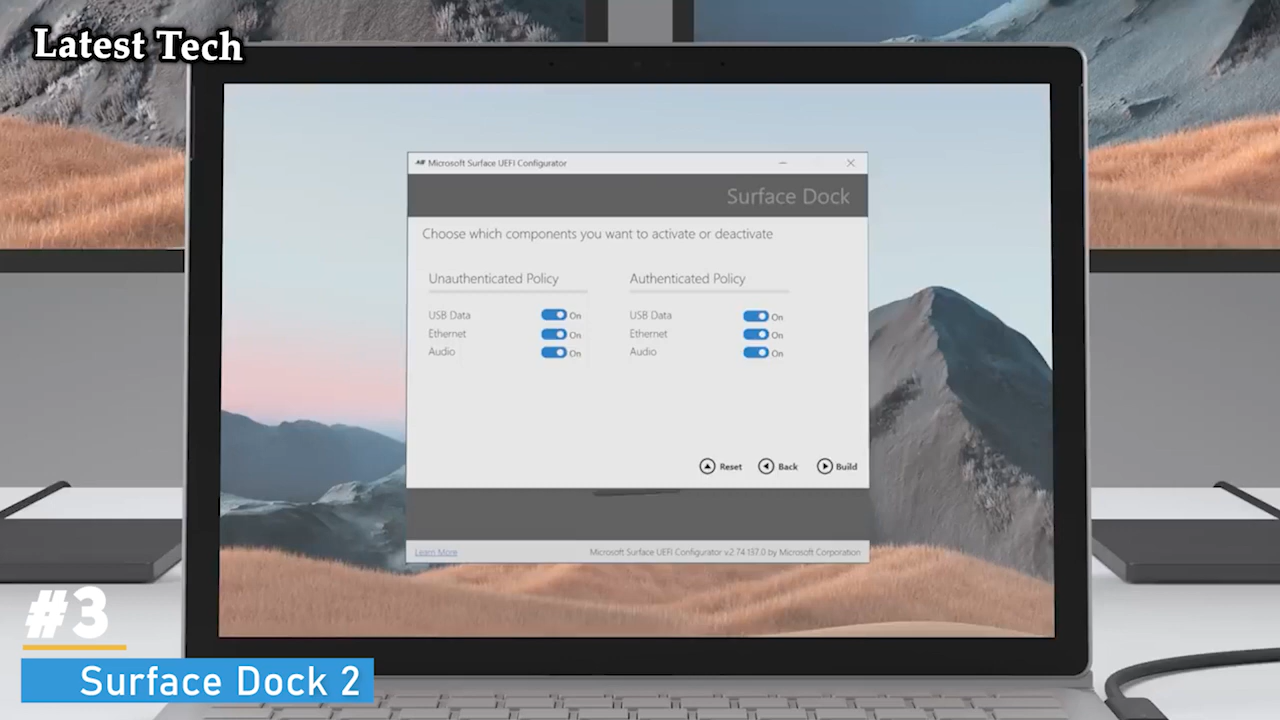 Latest Tech
Microsoft Surface UEFI Configurator
Surface Dock
Choose which components you want to activate or deactivate
Unauthenticated Policy
Authenticated Policy
USB Data On
USB Data On
Ethernet On
Ethernet On
Audio On
Audio On
Reset Back Build
Learn More
Microsoft Surface UEFI Configurator v2.74.137.0 by Microsoft Corporation
#3
Surface Dock 2